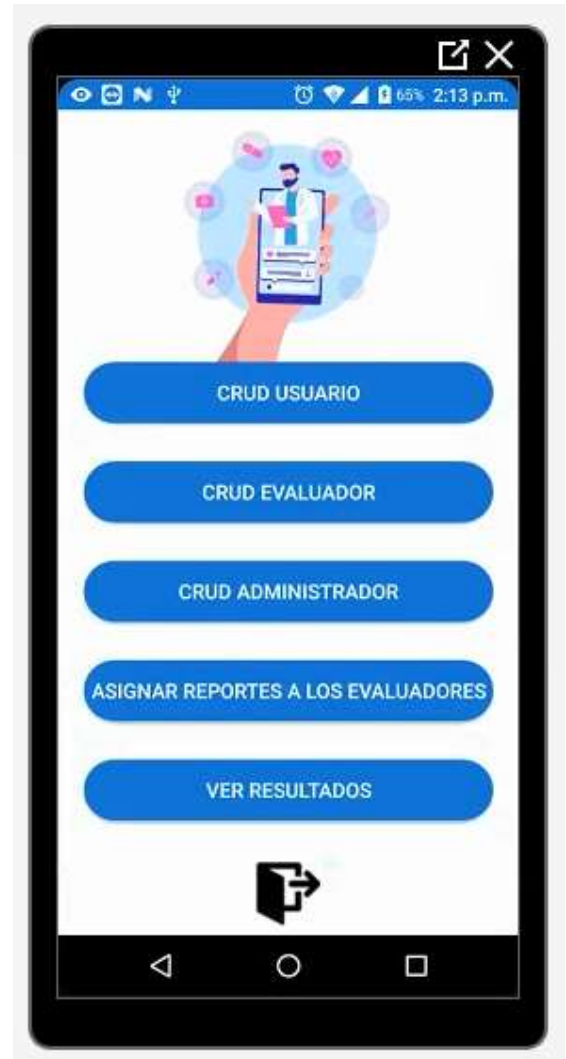 65% 2:13 p.m.
CRUD USUARIO
CRUD EVALUADOR
CRUD ADMINISTRADOR
ASIGNAR REPORTES A LOS EVALUADORES
VER RESULTADOS